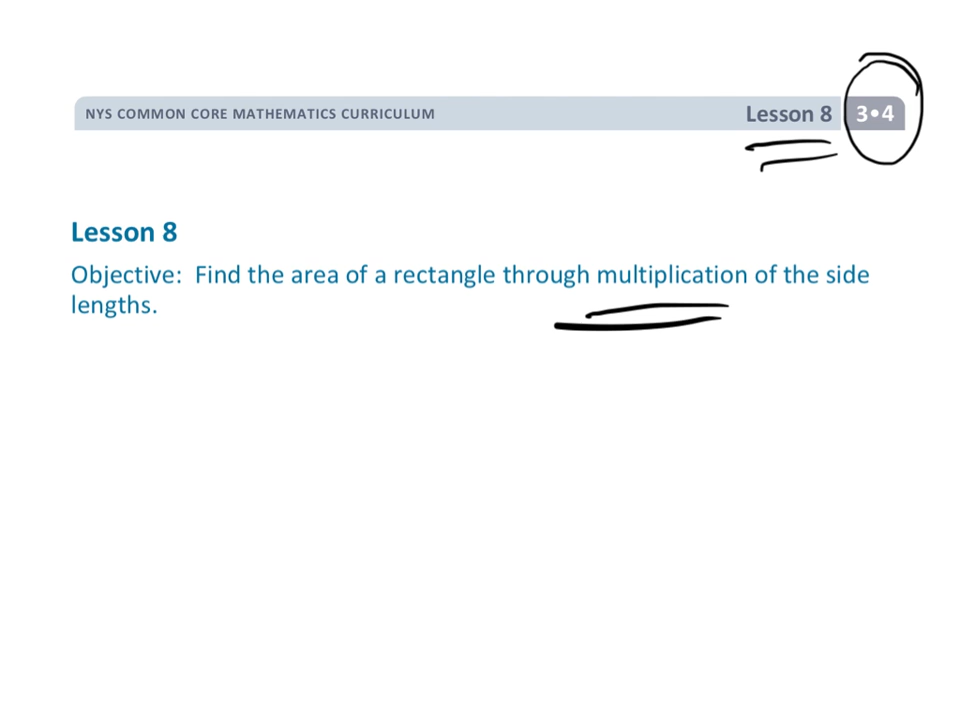 NYS COMMON CORE MATHEMATICS CURRICULUM Lesson 8 3•4
Lesson 8
Objective: Find the area of a rectangle through multiplication of the side
lengths.